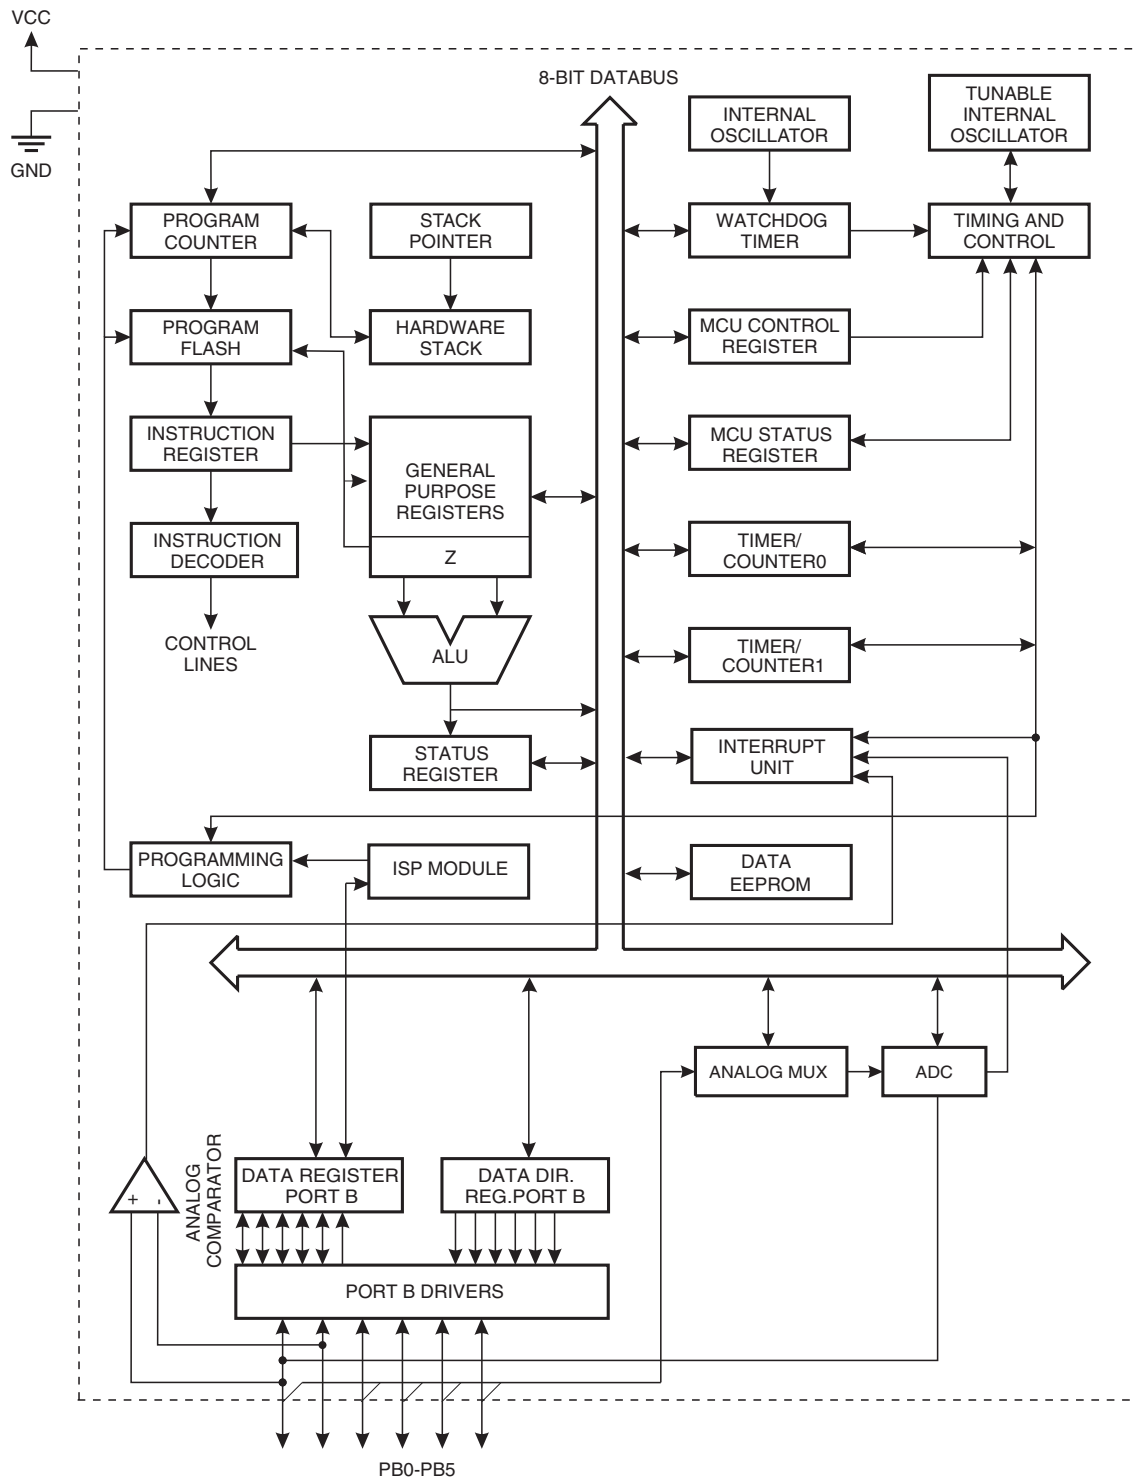 VCC
GND
8-BIT DATABUS
INTERNAL
OSCILLATOR
TUNABLE
INTERNAL
OSCILLATOR
PROGRAM
COUNTER
STACK
POINTER
WATCHDOG
TIMER
TIMING AND
CONTROL
PROGRAM
FLASH
HARDWARE
STACK
MCU CONTROL
REGISTER
INSTRUCTION
REGISTER
GENERAL
PURPOSE
REGISTERS
Z
MCU STATUS
REGISTER
INSTRUCTION
DECODER
TIMER/
COUNTER0
CONTROL
LINES
ALU
TIMER/
COUNTER1
STATUS
REGISTER
INTERRUPT
UNIT
PROGRAMMING
LOGIC
ISP MODULE
DATA
EEPROM
ANALOG MUX
ADC
+
-
ANALOG
COMPARATOR
DATA REGISTER
PORT B
DATA DIR.
REG.PORT B
PORT B DRIVERS
PB0-PB5